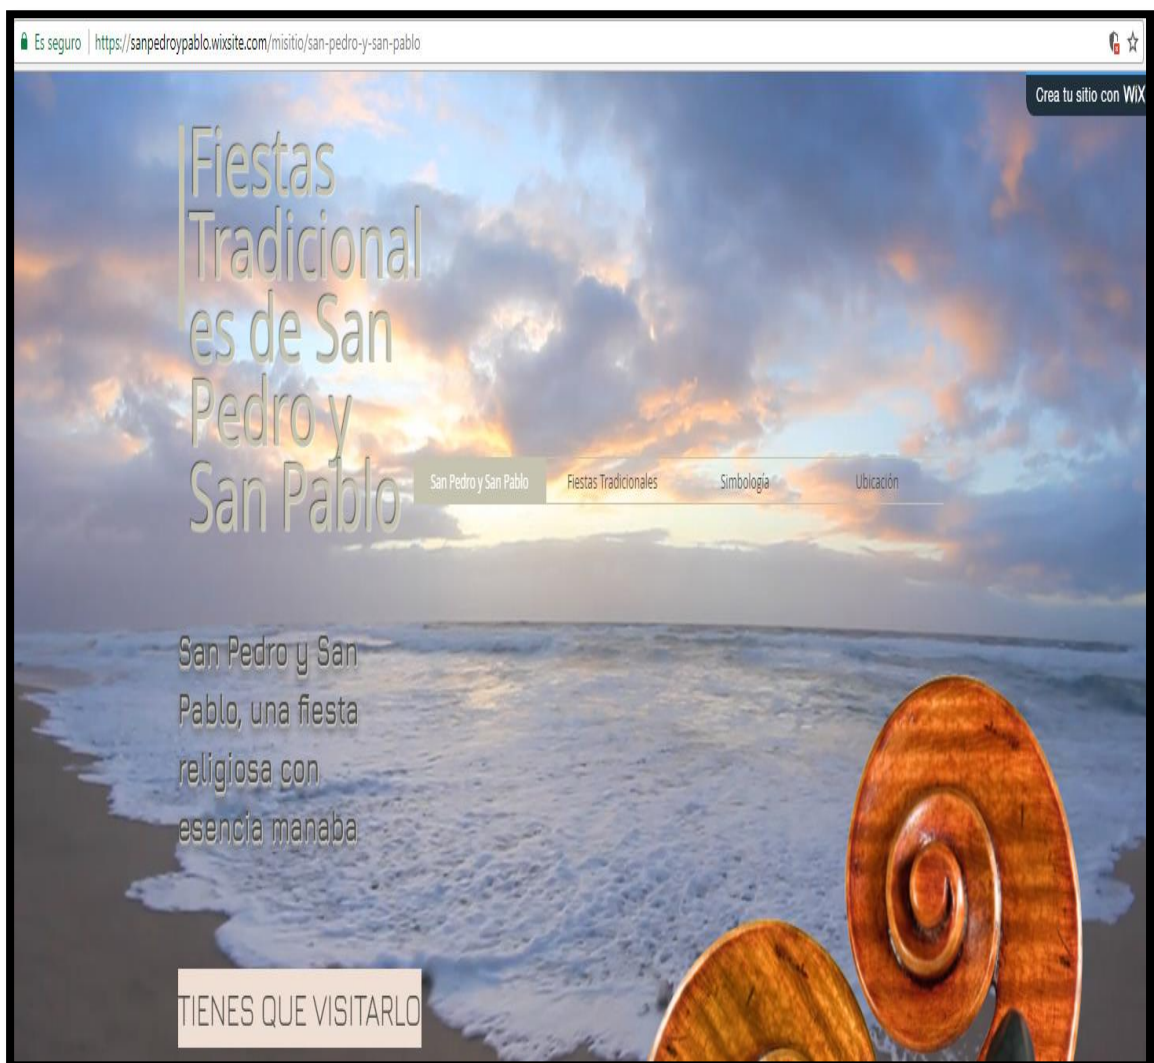 Es seguro | https://sanpedroypablo.wixsite.com/misitio/san-pedro-y-san-pablo
Crea tu sitio con WiX
Fiestas
Tradicional
es de San
Pedro y
San Pablo
San Pedro y San Pablo Fiestas Tradicionales Simbología Ubicación
San Pedro y San
Pablo, una fiesta
religiosa con
esencia manaba
TIENES QUE VISITARLO